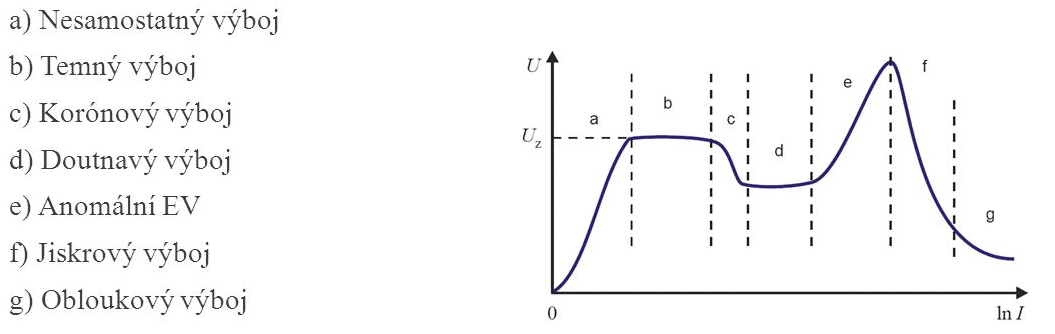 a) Nesamostatný výboj
b) Temný výboj
c) Korónový výboj
d) Doutnavý výboj
e) Anomální EV
f) Jiskrový výboj
g) Obloukový výboj
U
f
e
b
a
c
U_z
d
g
0
ln I